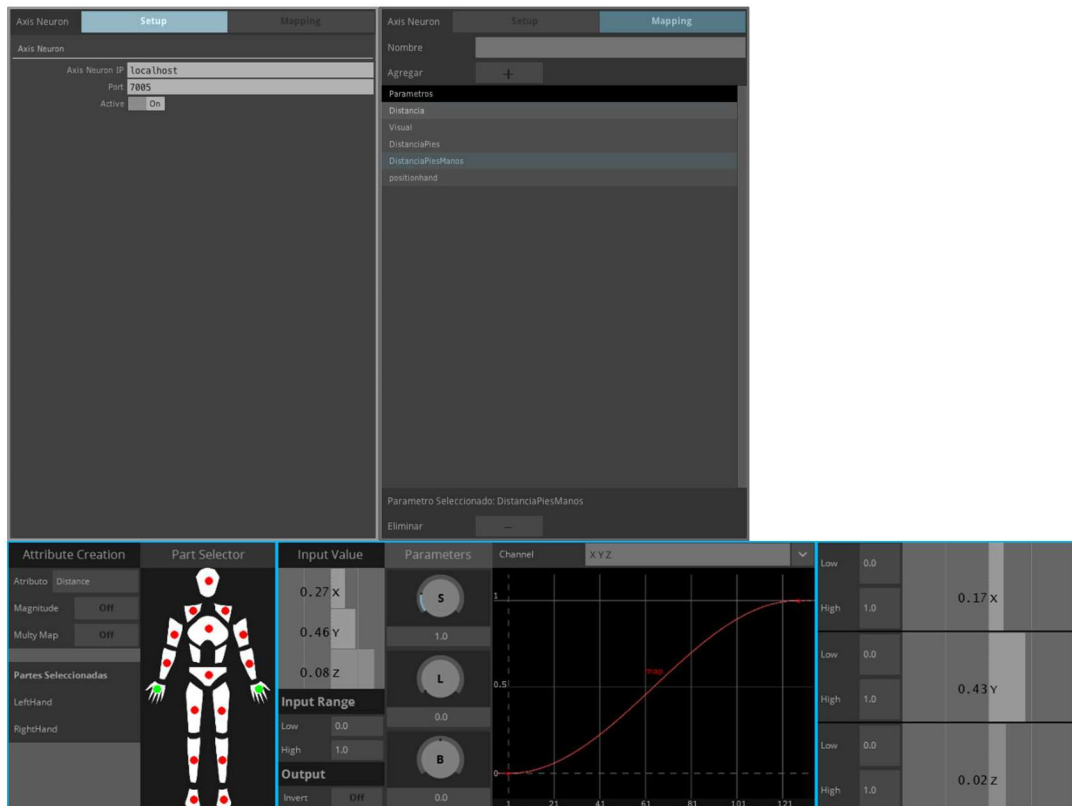 Axis Neuron Setup Mapping
Axis Neuron
Axis Neuron IP localhost
Port 7005
Active On
Axis Neuron Setup Mapping
Nombre
Agregar +
Parametros
Distancia
Visual
DistanciaPies
DistanciaPiesManos
positionhand
Parametro Seleccionado: DistanciaPiesManos
Eliminar −
Attribute Creation
Atributo Distance
Magnitude Off
Multy Map Off
Partes Seleccionadas
LeftHand
RightHand
Part Selector
Input Value
0.27 X
0.46 Y
0.08 Z
Input Range
Low 0.0
High 1.0
Output
Invert Off
Parameters
S
1.0
L
0.0
B
0.0
Channel X Y Z
1
0.5
0
map
1 21 41 61 81 101 121
Low 0.0
High 1.0
0.17 X
Low 0.0
High 1.0
0.43 Y
Low 0.0
High 1.0
0.02 Z